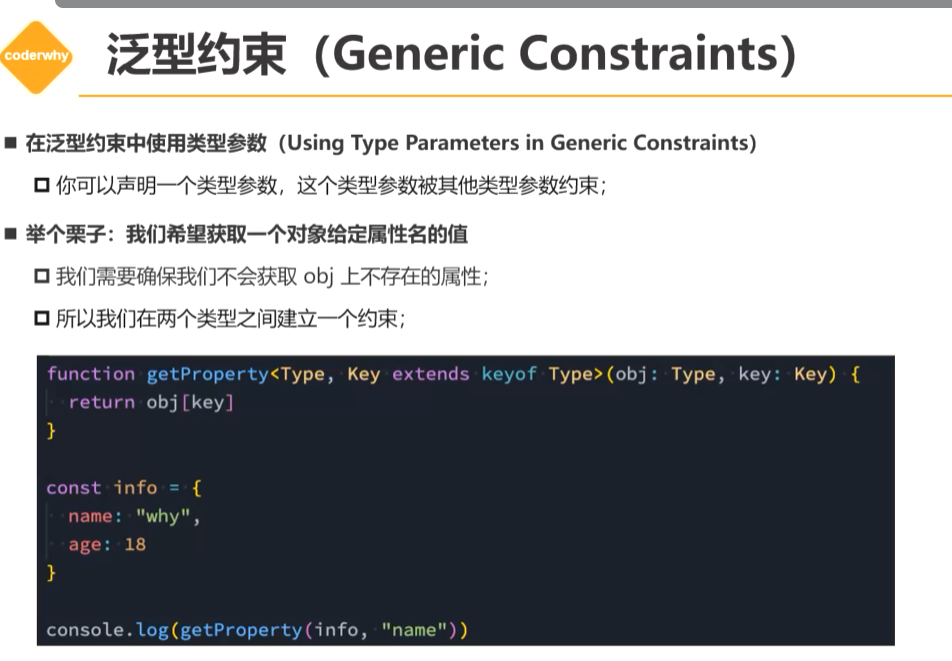 coderwhy
泛型约束（Generic Constraints）
在泛型约束中使用类型参数（Using Type Parameters in Generic Constraints）
你可以声明一个类型参数，这个类型参数被其他类型参数约束；
举个栗子：我们希望获取一个对象给定属性名的值
我们需要确保我们不会获取 obj 上不存在的属性；
所以我们在两个类型之间建立一个约束；
function getProperty<Type, Key extends keyof Type>(obj: Type, key: Key) {
  return obj[key]
}
const info = {
  name: "why",
  age: 18
}
console.log(getProperty(info, "name"))